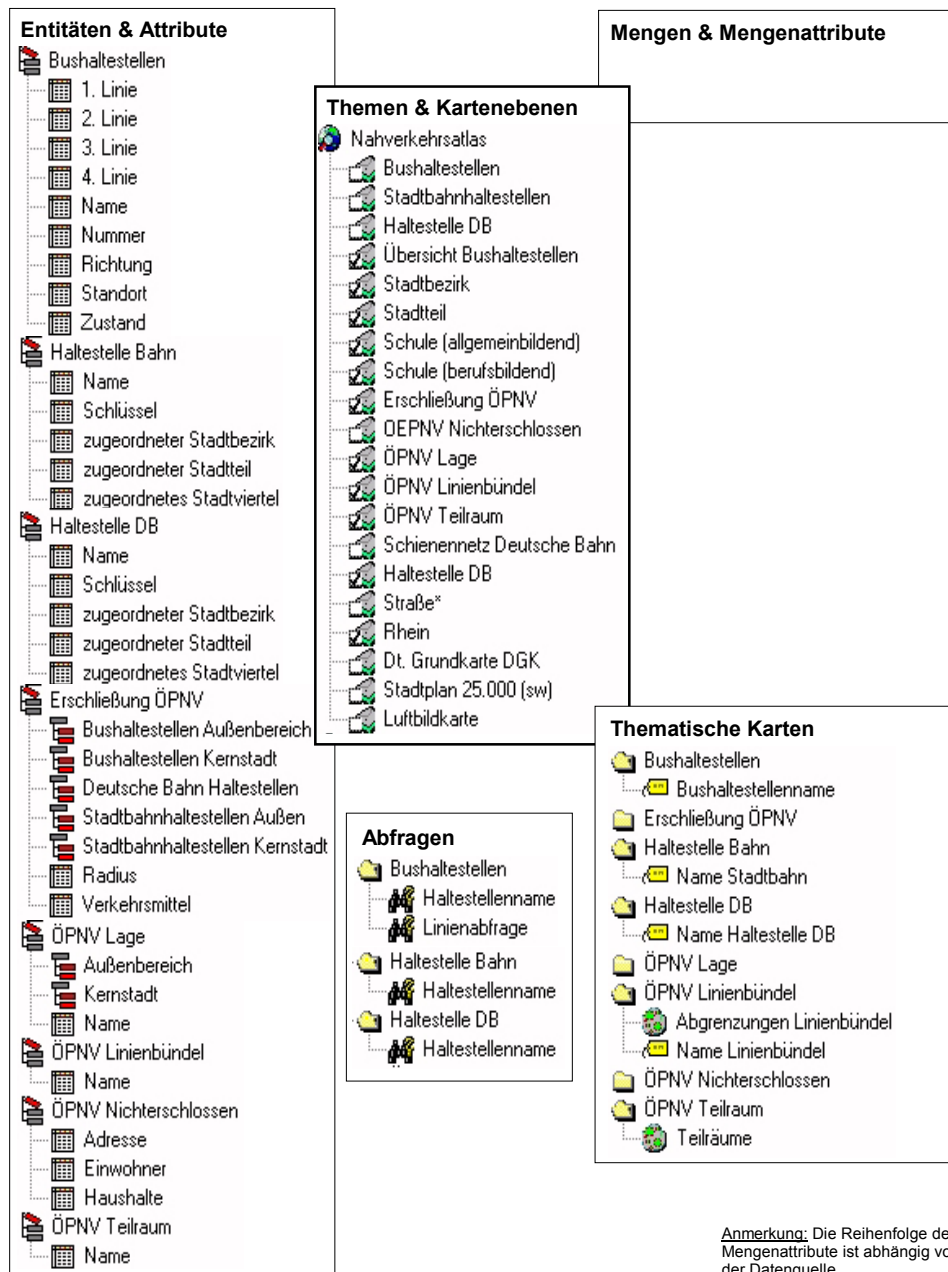 Entitäten & Attribute
Bushaltestellen
1. Linie
2. Linie
3. Linie
4. Linie
Name
Nummer
Richtung
Standort
Zustand
Haltestelle Bahn
Name
Schlüssel
zugeordneter Stadtbezirk
zugeordneter Stadtteil
zugeordnetes Stadtviertel
Haltestelle DB
Name
Schlüssel
zugeordneter Stadtbezirk
zugeordneter Stadtteil
zugeordnetes Stadtviertel
Erschließung ÖPNV
Bushaltestellen Außenbereich
Bushaltestellen Kernstadt
Deutsche Bahn Haltestellen
Stadtbahnhaltestellen Außen
Stadtbahnhaltestellen Kernstadt
Radius
Verkehrsmittel
ÖPNV Lage
Außenbereich
Kernstadt
Name
ÖPNV Linienbündel
Name
ÖPNV Nichterschlossen
Adresse
Einwohner
Haushalte
ÖPNV Teilraum
Name
Themen & Kartenebenen
Nahverkehrsatlas
Bushaltestellen
Stadtbahnhaltestellen
Haltestelle DB
Übersicht Bushaltestellen
Stadtbezirk
Stadtteil
Schule (allgemeinbildend)
Schule (berufsbildend)
Erschließung ÖPNV
OEPNV Nichterschlossen
ÖPNV Lage
ÖPNV Linienbündel
ÖPNV Teilraum
Schienennetz Deutsche Bahn
Haltestelle DB
Straße*
Rhein
Dt. Grundkarte DGK
Stadtplan 25.000 (sw)
Luftbildkarte
Abfragen
Bushaltestellen
Haltestellenname
Linienabfrage
Haltestelle Bahn
Haltestellenname
Haltestelle DB
Haltestellenname
Mengen & Mengenattribute
Thematische Karten
Bushaltestellen
Bushaltestellenname
Erschließung ÖPNV
Haltestelle Bahn
Name Stadtbahn
Haltestelle DB
Name Haltestelle DB
ÖPNV Lage
ÖPNV Linienbündel
Abgrenzungen Linienbündel
Name Linienbündel
ÖPNV Nichterschlossen
ÖPNV Teilraum
Teilräume
Anmerkung: Die Reihenfolge de
Mengenattribute ist abhängig vo
der Datenquelle